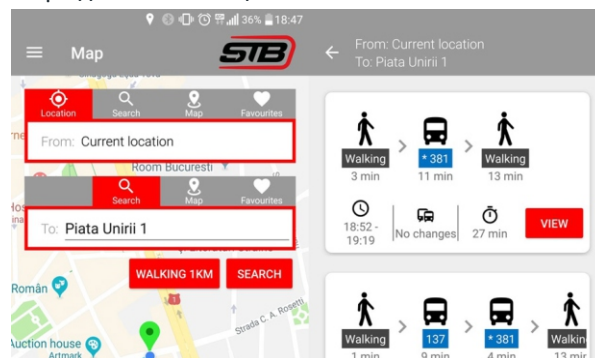 36% 18:47
Map
STB
Location Search Map Favourites
From: Current location
Room Bucuresti
Search Map Favourites
To: Piata Unirii 1
WALKING 1KM SEARCH
Român
Strada C. A. Rosetti
Auction house
Artmark
From: Current location
To: Piata Unirii 1
Walking * 381 Walking
3 min 11 min 13 min
18:52 -
19:19
No changes 27 min VIEW
Walking 137 * 381 Walkin
1 min 9 min 4 min 13 min